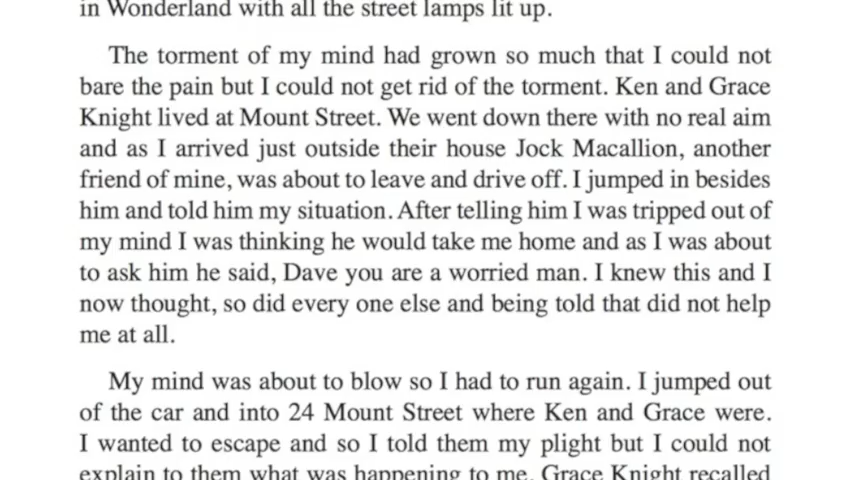 in Wonderland with all the street lamps lit up.
The torment of my mind had grown so much that I could not
bare the pain but I could not get rid of the torment. Ken and Grace
Knight lived at Mount Street. We went down there with no real aim
and as I arrived just outside their house Jock Macallion, another
friend of mine, was about to leave and drive off. I jumped in besides
him and told him my situation. After telling him I was tripped out of
my mind I was thinking he would take me home and as I was about
to ask him he said, Dave you are a worried man. I knew this and I
now thought, so did every one else and being told that did not help
me at all.
My mind was about to blow so I had to run again. I jumped out
of the car and into 24 Mount Street where Ken and Grace were.
I wanted to escape and so I told them my plight but I could not
explain to them what was happening to me. Grace Knight recalled